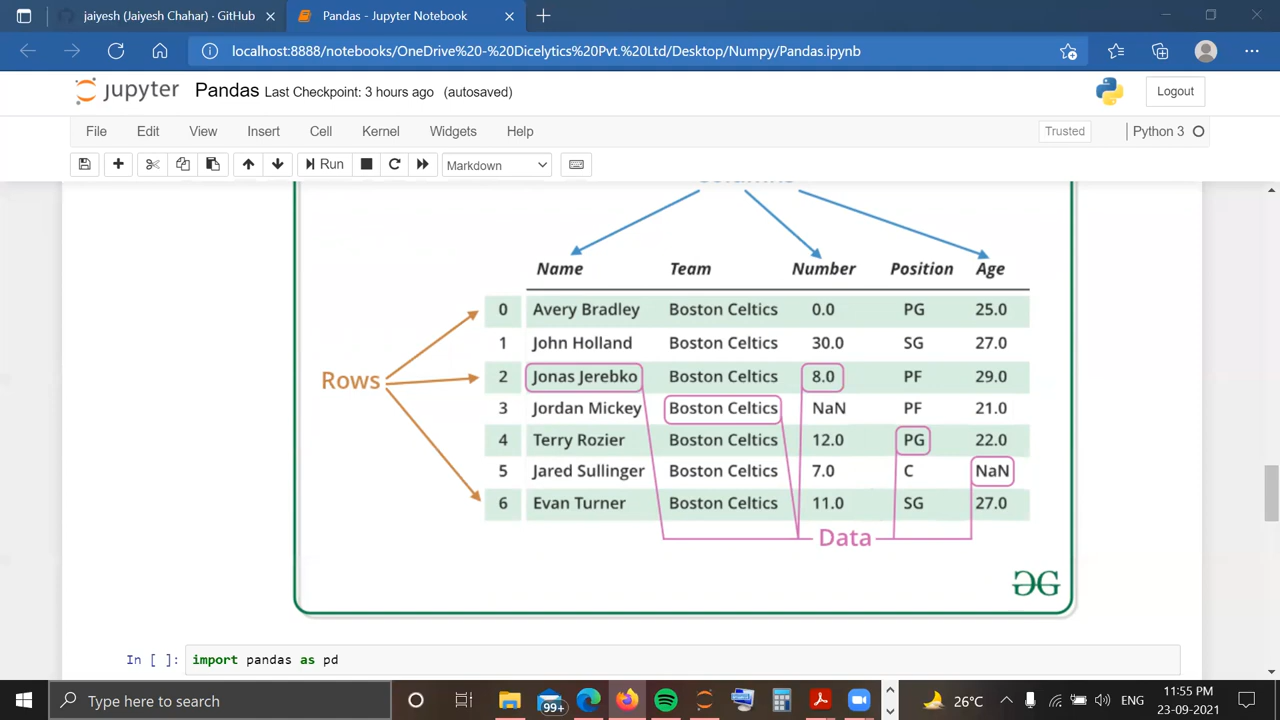 jaiyesh (Jaiyesh Chahar) · GitHub
Pandas - Jupyter Notebook
localhost:8888/notebooks/OneDrive%20-%20Dicelytics%20Pvt.%20Ltd/Desktop/Numpy/Pandas.ipynb
jupyter Pandas Last Checkpoint: 3 hours ago (autosaved) Logout
File Edit View Insert Cell Kernel Widgets Help Trusted Python 3
Run Markdown
Name Team Number Position Age
0 Avery Bradley Boston Celtics 0.0 PG 25.0
1 John Holland Boston Celtics 30.0 SG 27.0
Rows
2 Jonas Jerebko Boston Celtics 8.0 PF 29.0
3 Jordan Mickey Boston Celtics NaN PF 21.0
4 Terry Rozier Boston Celtics 12.0 PG 22.0
5 Jared Sullinger Boston Celtics 7.0 C NaN
6 Evan Turner Boston Celtics 11.0 SG 27.0
Data
In [ ]: import pandas as pd
Type here to search 99+ 26°C ENG 11:55 PM
23-09-2021